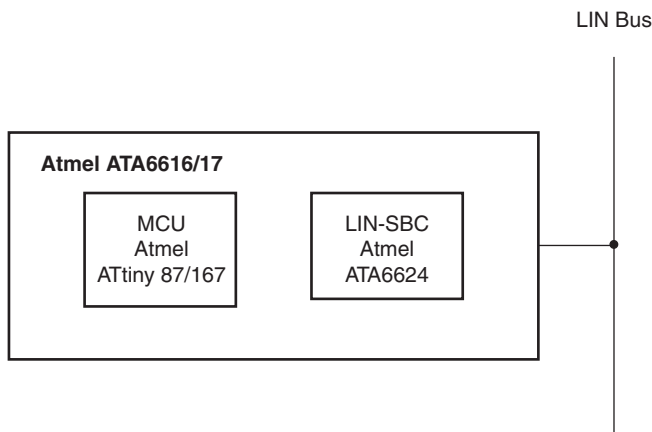 LIN Bus
Atmel ATA6616/17
MCU
Atmel
ATtiny 87/167
LIN-SBC
Atmel
ATA6624